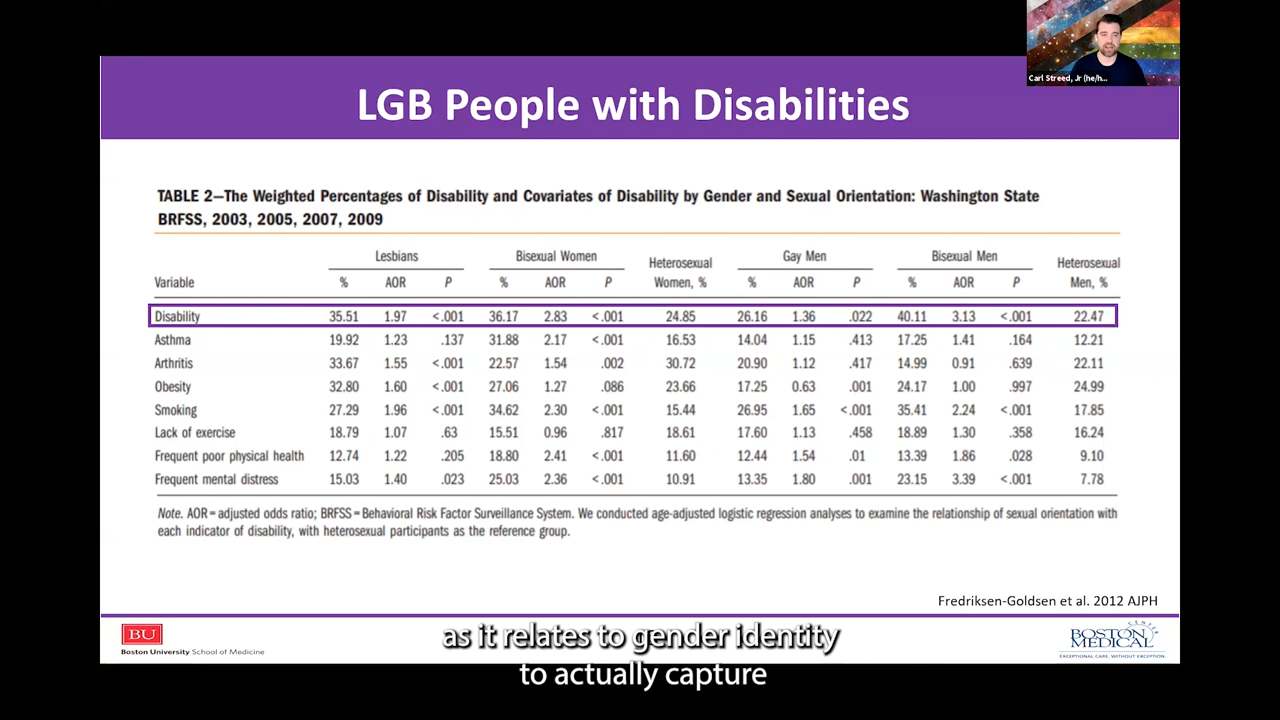 Carl Streed, Jr (he/h...
LGB People with Disabilities
TABLE 2—The Weighted Percentages of Disability and Covariates of Disability by Gender and Sexual Orientation: Washington State
BRFSS, 2003, 2005, 2007, 2009
Lesbians Bisexual Women Heterosexual Women, % Gay Men Bisexual Men Heterosexual Men, %
Variable % AOR P % AOR P % AOR P % AOR P
Disability 35.51 1.97 <.001 36.17 2.83 <.001 24.85 26.16 1.36 .022 40.11 3.13 <.001 22.47
Asthma 19.92 1.23 .137 31.88 2.17 <.001 16.53 14.04 1.15 .413 17.25 1.41 .164 12.21
Arthritis 33.67 1.55 <.001 22.57 1.54 .002 30.72 20.90 1.12 .417 14.99 0.91 .639 22.11
Obesity 32.80 1.60 <.001 27.06 1.27 .086 23.66 17.25 0.63 .001 24.17 1.00 .997 24.99
Smoking 27.29 1.96 <.001 34.62 2.30 <.001 15.44 26.95 1.65 <.001 35.41 2.24 <.001 17.85
Lack of exercise 18.79 1.07 .63 15.51 0.96 .817 18.61 17.60 1.13 .458 18.89 1.30 .358 16.24
Frequent poor physical health 12.74 1.22 .205 18.80 2.41 <.001 11.60 12.44 1.54 .01 13.39 1.86 .028 9.10
Frequent mental distress 15.03 1.40 .023 25.03 2.36 <.001 10.91 13.35 1.80 .001 23.15 3.39 <.001 7.78
Note. AOR = adjusted odds ratio; BRFSS = Behavioral Risk Factor Surveillance System. We conducted age-adjusted logistic regression analyses to examine the relationship of sexual orientation with
each indicator of disability, with heterosexual participants as the reference group.
Fredriksen-Goldsen et al. 2012 AJPH
BU
Boston University School of Medicine
as it relates to gender identity
to actually capture
BOSTON
MEDICAL
CENTER
EXCEPTIONAL CARE. WITHOUT EXCEPTION.